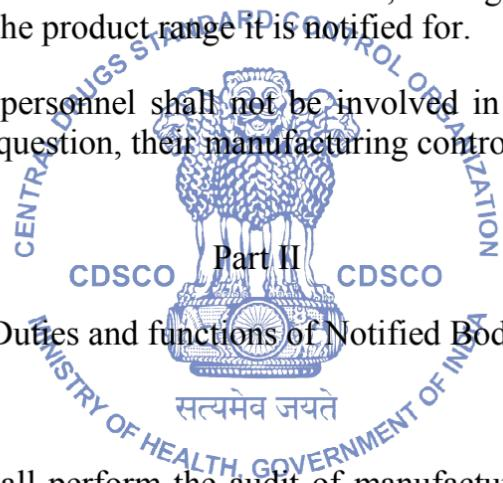 he product range it is notified for.
personnel shall not be involved in
question, their manufacturing contro
CENTRAL DRUGS STANDARD CONTROL ORGANIZATION
Part II
CDSCO CDSCO
Duties and functions of Notified Bod
सत्यमेव जयते
MINISTRY OF HEALTH, GOVERNMENT OF INDIA
all perform the audit of manufactu